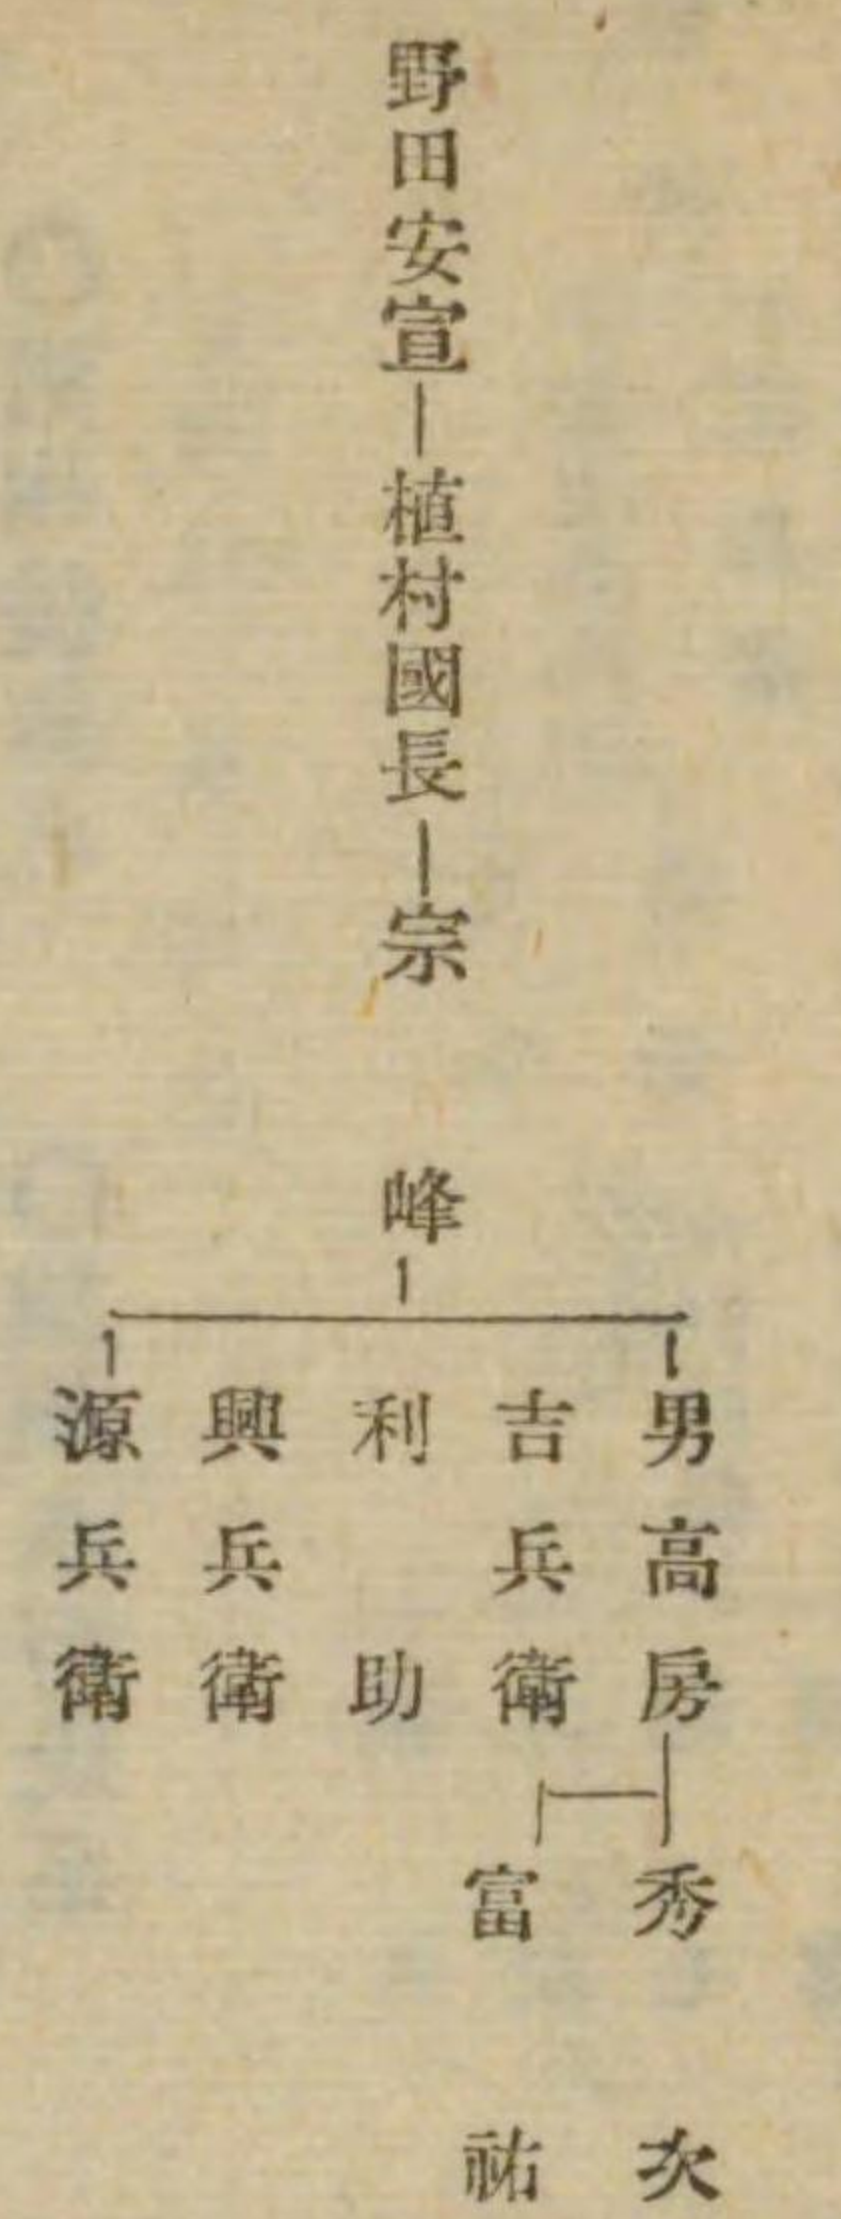 野田安宣―植村國長―宗峰
男高房
吉兵衛
利助
興兵衛
源兵衛
秀次
富祐